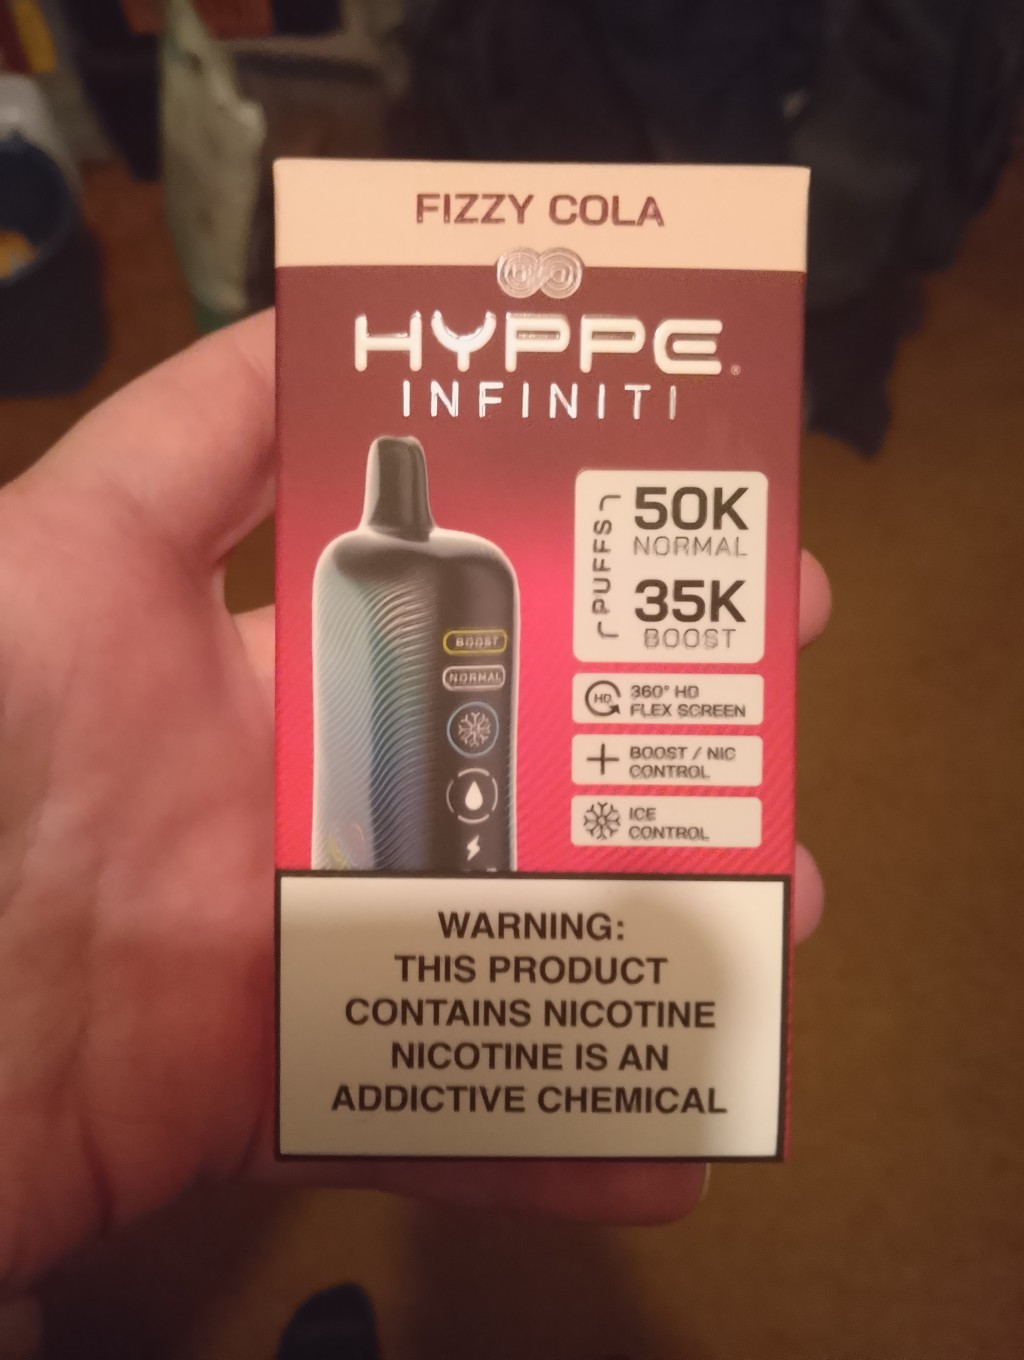 FIZZY COLA
HYPPE®
INFINITI
PUFFS
50K
NORMAL
35K
BOOST
BOOST
NORMAL
HD
360° HD
FLEX SCREEN
BOOST / NIC
CONTROL
ICE
CONTROL
WARNING:
THIS PRODUCT
CONTAINS NICOTINE
NICOTINE IS AN
ADDICTIVE CHEMICAL